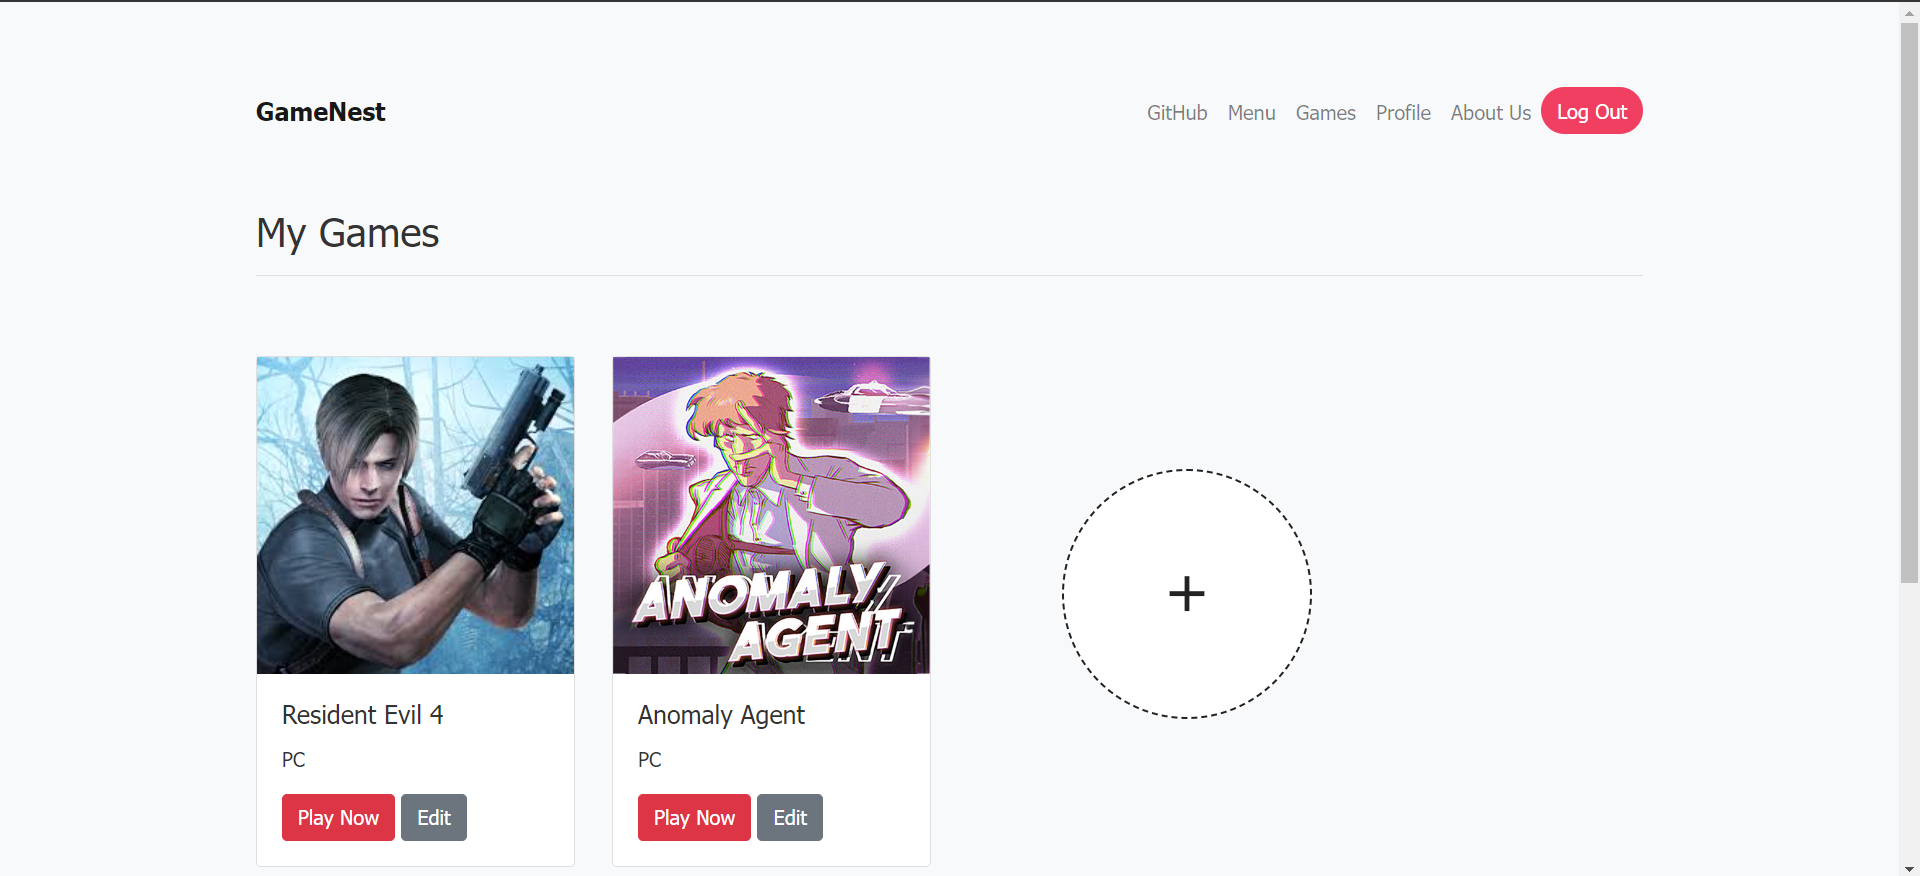 GameNest
GitHub Menu Games Profile About Us Log Out
My Games
ANOMALY
AGENT
Resident Evil 4
PC
Play Now Edit
Anomaly Agent
PC
Play Now Edit